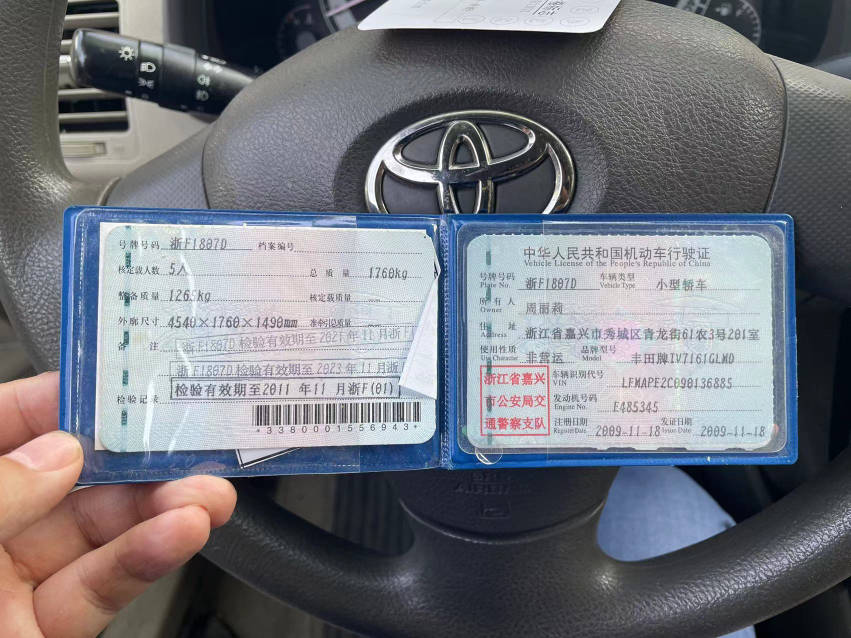 号牌号码 浙F1807D 档案编号
核定载人数 5人 总质量 1760kg
整备质量 1265kg 核定载质量
外廓尺寸 4540×1760×1490mm 准牵引总质量
备注 浙F1807D 检验有效期至2021年11月浙F
浙F1807D 检验有效期至2023年11月浙F
检验记录 检验有效期至2011 年11 月浙F(01)
*3380001556943*
中华人民共和国机动车行驶证
Vehicle License of the People's Republic of China
号牌号码 浙F1807D 车辆类型 小型轿车
Plate No. Vehicle Type
所有人 周丽莉
Owner
住址 浙江省嘉兴市秀城区青龙街61农3号201室
Address
使用性质 非营运 品牌型号 丰田牌TV7161GLMD
Use Character Model
浙江省嘉兴
市公安局交
通警察支队
车辆识别代号 LFMAPE2C090136885
VIN
发动机号码 E485345
Engine No.
注册日期 2009-11-18 发证日期 2009-11-18
Register Date Issue Date